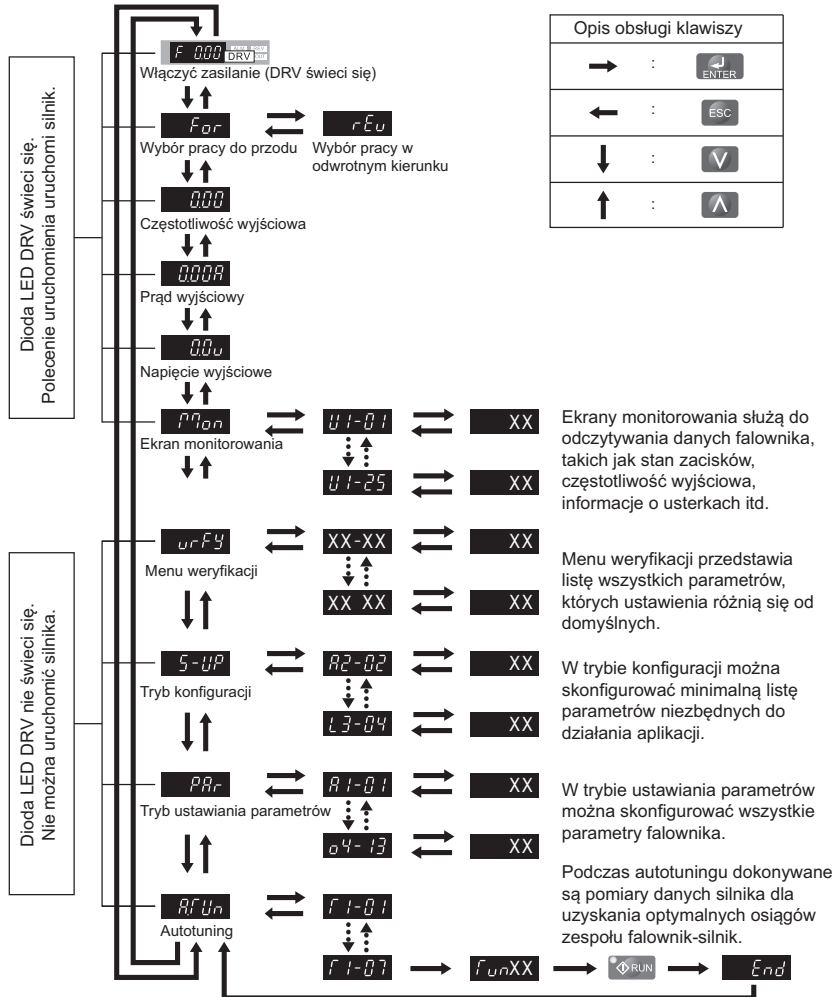 Opis obsługi klawiszy
: ENTER
: ESC
: V
: Λ
Dioda LED DRV świeci się.
Polecenie uruchomienia uruchomi silnik.
F 0.00 DRV
Włączyć zasilanie (DRV świeci się)
For
rEv
Wybór pracy do przodu
Wybór pracy w
odwrotnym kierunku
0.00
Częstotliwość wyjściowa
0.00A
Prąd wyjściowy
0.0v
Napięcie wyjściowe
Mon
U1-01
XX
Ekran monitorowania
U1-25
XX
Ekrany monitorowania służą do
odczytywania danych falownika,
takich jak stan zacisków,
częstotliwość wyjściowa,
informacje o usterkach itd.
Dioda LED DRV nie świeci się.
Nie można uruchomić silnika.
vrFY
XX-XX
XX
Menu weryfikacji
XX XX
XX
Menu weryfikacji przedstawia
listę wszystkich parametrów,
których ustawienia różnią się od
domyślnych.
S-UP
A2-02
XX
Tryb konfiguracji
L3-04
XX
W trybie konfiguracji można
skonfigurować minimalną listę
parametrów niezbędnych do
działania aplikacji.
PAr
A1-01
XX
Tryb ustawiania parametrów
o4-13
XX
W trybie ustawiania parametrów
można skonfigurować wszystkie
parametry falownika.
A.TUn
T1-01
Autotuning
T1-07
TunXX
RUN
End
Podczas autotuningu dokonywane
są pomiary danych silnika dla
uzyskania optymalnych osiągów
zespołu falownik-silnik.